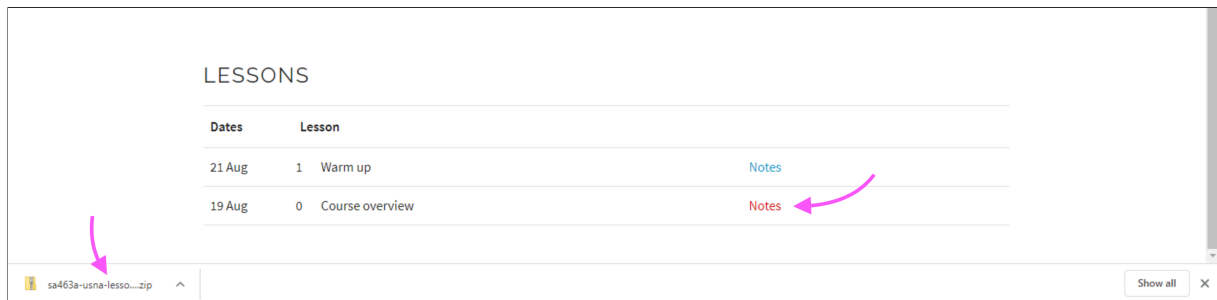 LESSONS
Dates Lesson
21 Aug 1 Warm up Notes
19 Aug 0 Course overview Notes
sa463a-usna-lesso....zip Show all